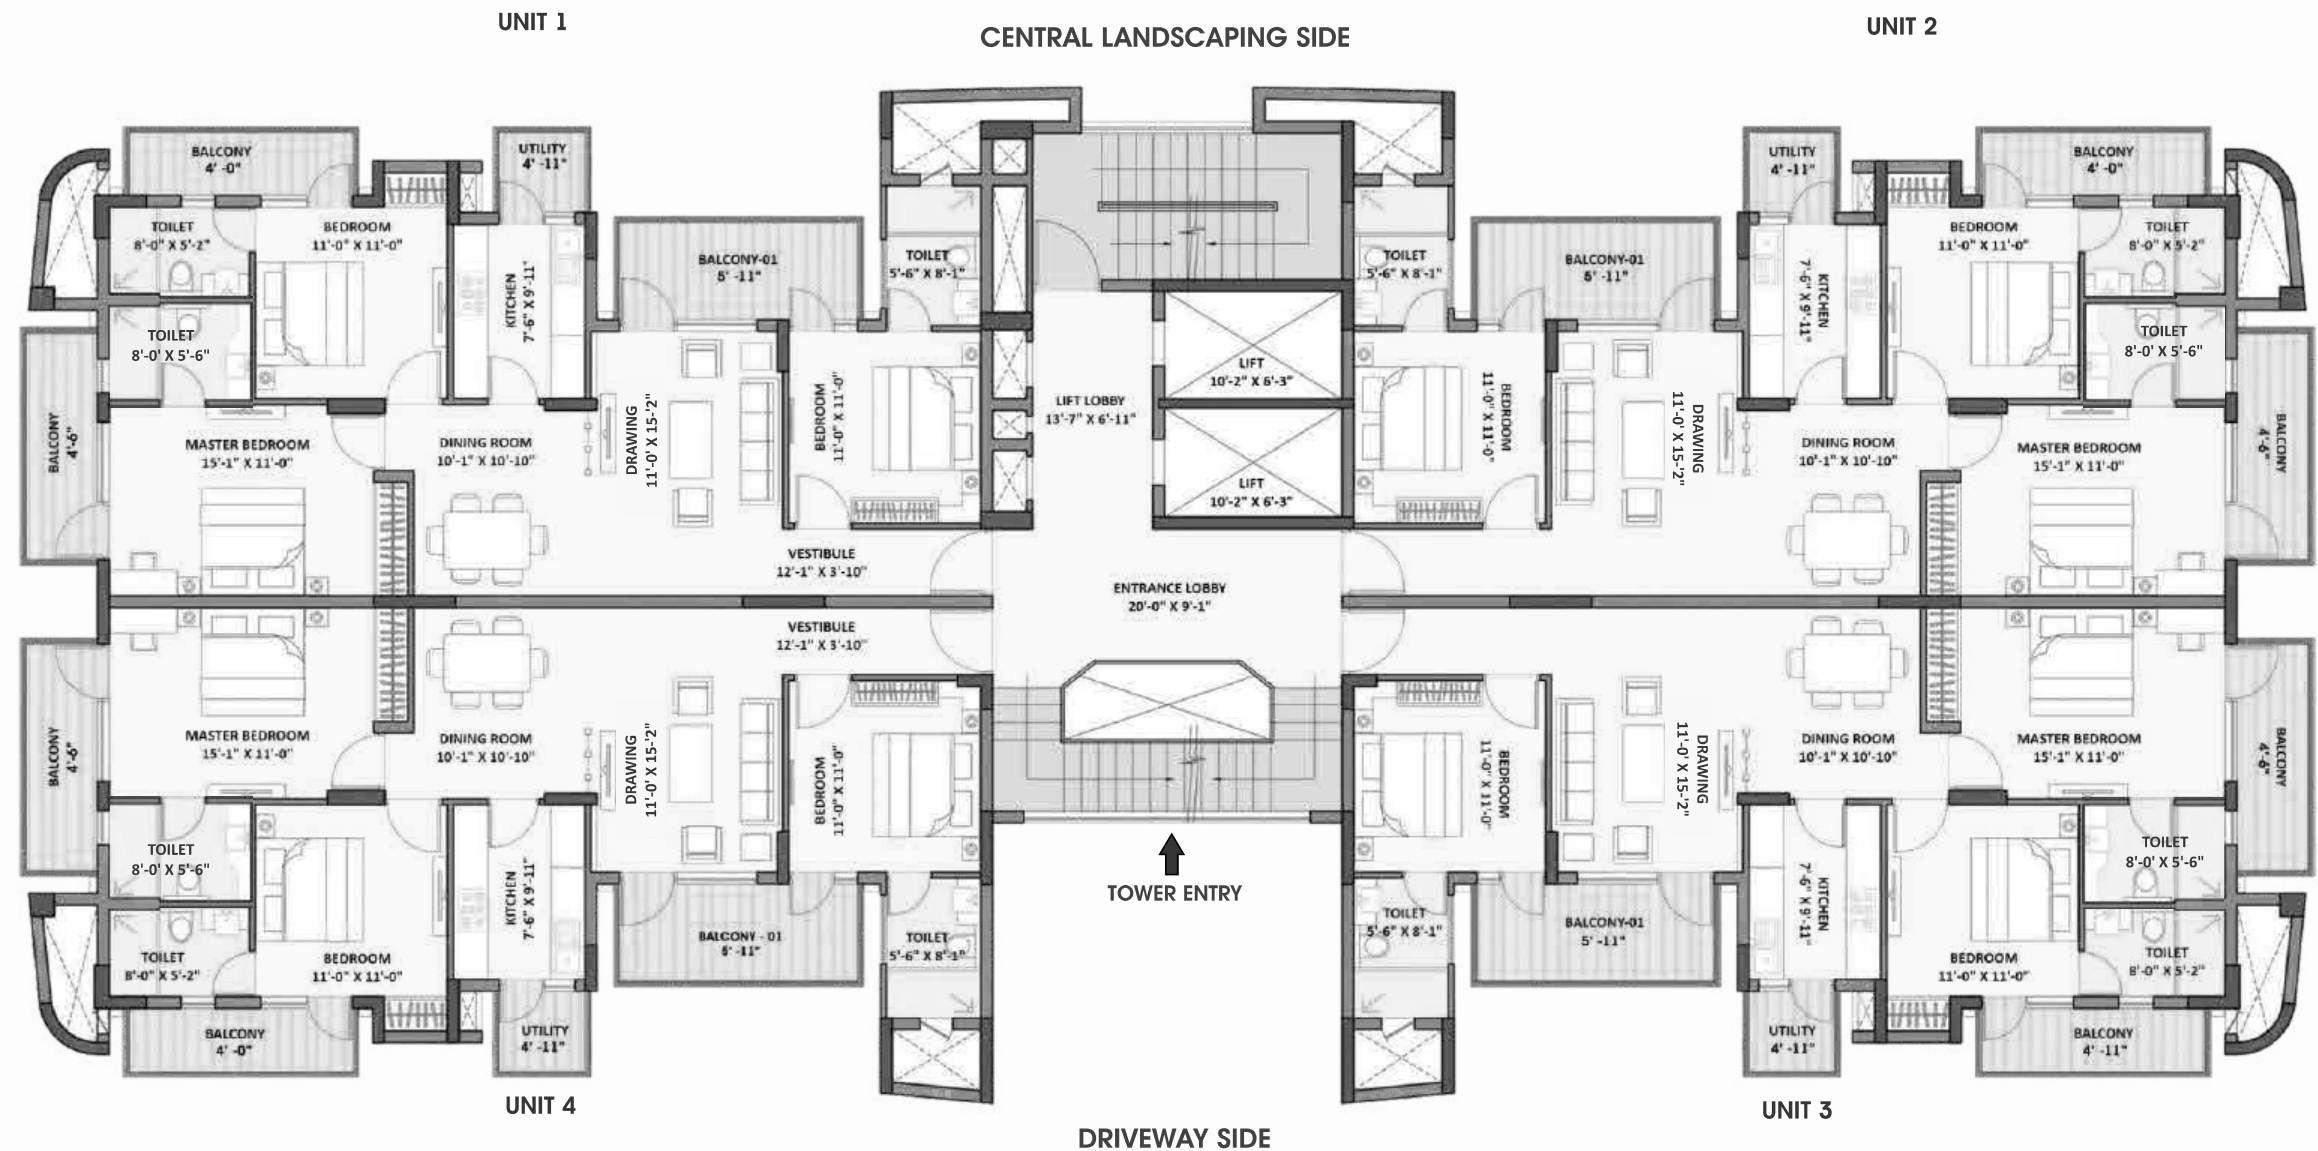 UNIT 1
CENTRAL LANDSCAPING SIDE
UNIT 2
BALCONY
4' -0"
UTILITY
4' -11"
TOILET
8'-0" X 5'-2"
BEDROOM
11'-0" X 11'-0"
KITCHEN
7'-6" X 9'-11"
BALCONY-01
5' -11"
TOILET
5'-6" X 8'-1"
TOILET
8'-0' X 5'-6"
BALCONY
4'-6"
MASTER BEDROOM
15'-1" X 11'-0"
DINING ROOM
10'-1" X 10'-10"
DRAWING
11'-0' X 15-'2"
BEDROOM
11'-0" X 11'-0"
VESTIBULE
12'-1" X 3'-10"
LIFT LOBBY
13'-7" X 6'-11"
LIFT
10'-2" X 6'-3"
LIFT
10'-2" X 6'-3"
ENTRANCE LOBBY
20'-0" X 9'-1"
TOILET
5'-6" X 8'-1"
BALCONY-01
5' -11"
UTILITY
4' -11"
BALCONY
4' -0"
KITCHEN
7'-6" X 9'-11"
BEDROOM
11'-0" X 11'-0"
TOILET
8'-0" X 5'-2"
TOILET
8'-0' X 5'-6"
BEDROOM
11'-0" X 11'-0"
DRAWING
11'-0' X 15-'2"
DINING ROOM
10'-1" X 10'-10"
MASTER BEDROOM
15'-1" X 11'-0"
BALCONY
4'-6"
VESTIBULE
12'-1" X 3'-10"
BALCONY
4'-6"
MASTER BEDROOM
15'-1" X 11'-0"
DINING ROOM
10'-1" X 10'-10"
DRAWING
11'-0' X 15-'2"
BEDROOM
11'-0" X 11'-0"
TOILET
8'-0' X 5'-6"
TOILET
8'-0" X 5'-2"
BEDROOM
11'-0" X 11'-0"
KITCHEN
7'-6" X 9'-11"
BALCONY - 01
5' -11"
TOILET
5'-6" X 8'-1"
BALCONY
4' -0"
UTILITY
4' -11"
TOWER ENTRY
BEDROOM
11'-0" X 11'-0"
DRAWING
11'-0' X 15-'2"
DINING ROOM
10'-1" X 10'-10"
MASTER BEDROOM
15'-1" X 11'-0"
BALCONY
4'-6"
TOILET
5'-6" X 8'-1"
BALCONY-01
5' -11"
KITCHEN
7'-6" X 9'-11"
BEDROOM
11'-0" X 11'-0"
TOILET
8'-0' X 5'-6"
TOILET
8'-0" X 5'-2"
UTILITY
4' -11"
BALCONY
4' -11"
UNIT 4
UNIT 3
DRIVEWAY SIDE